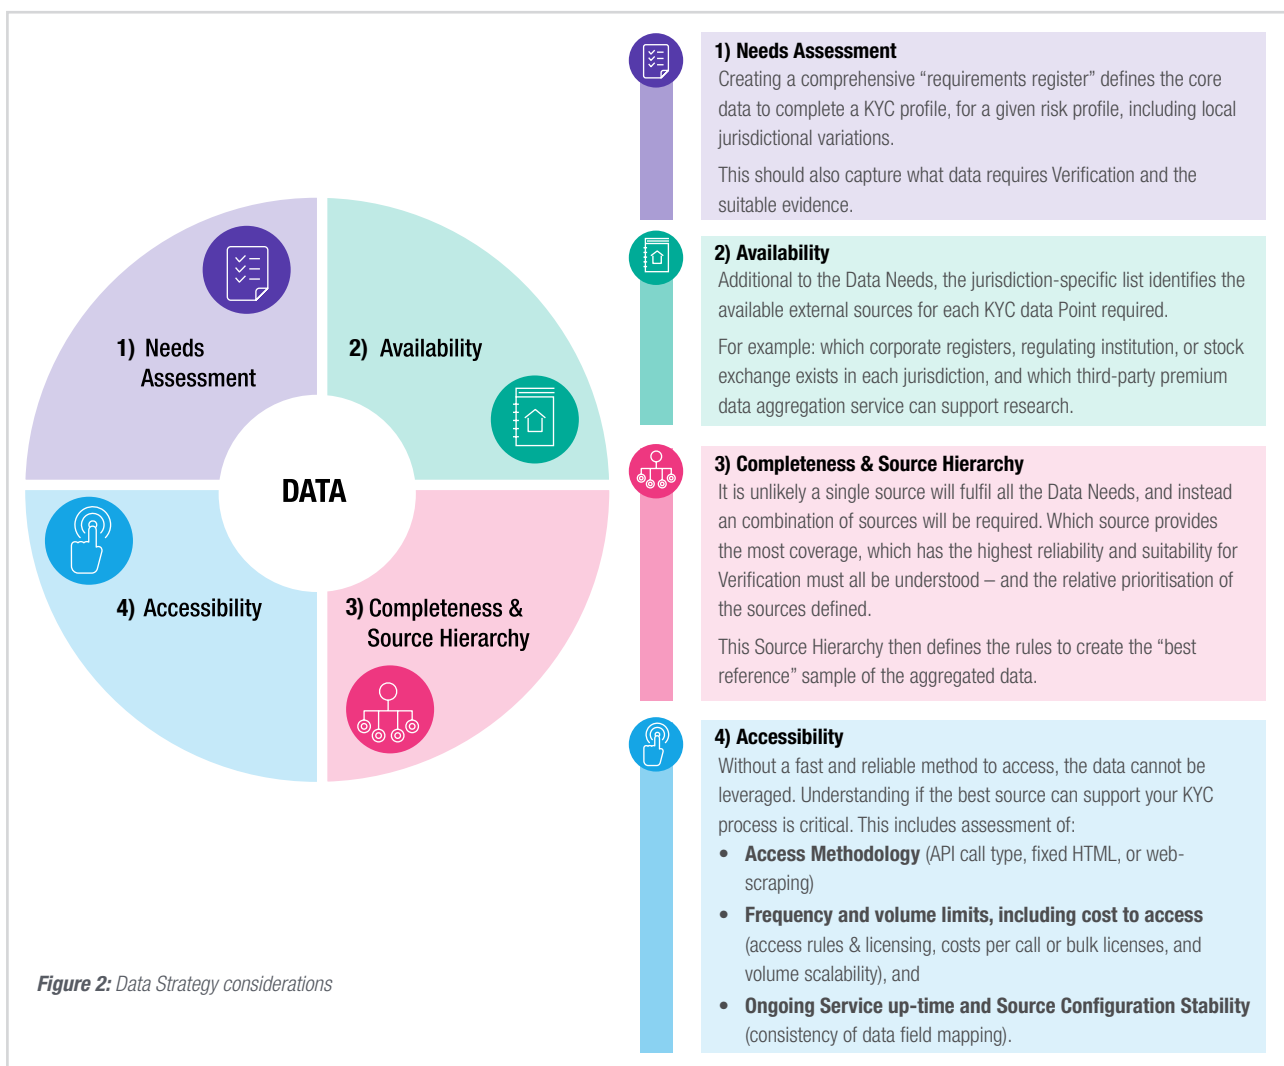 1) Needs
Assessment
2) Availability
DATA
4) Accessibility
3) Completeness &
Source Hierarchy
Figure 2: Data Strategy considerations
1) Needs Assessment
Creating a comprehensive “requirements register” defines the core
data to complete a KYC profile, for a given risk profile, including local
jurisdictional variations.
This should also capture what data requires Verification and the
suitable evidence.
2) Availability
Additional to the Data Needs, the jurisdiction-specific list identifies the
available external sources for each KYC data Point required.
For example: which corporate registers, regulating institution, or stock
exchange exists in each jurisdiction, and which third-party premium
data aggregation service can support research.
3) Completeness & Source Hierarchy
It is unlikely a single source will fulfil all the Data Needs, and instead
an combination of sources will be required. Which source provides
the most coverage, which has the highest reliability and suitability for
Verification must all be understood – and the relative prioritisation of
the sources defined.
This Source Hierarchy then defines the rules to create the “best
reference” sample of the aggregated data.
4) Accessibility
Without a fast and reliable method to access, the data cannot be
leveraged. Understanding if the best source can support your KYC
process is critical. This includes assessment of:
• Access Methodology (API call type, fixed HTML, or web-
scraping)
• Frequency and volume limits, including cost to access
(access rules & licensing, costs per call or bulk licenses, and
volume scalability), and
• Ongoing Service up-time and Source Configuration Stability
(consistency of data field mapping).